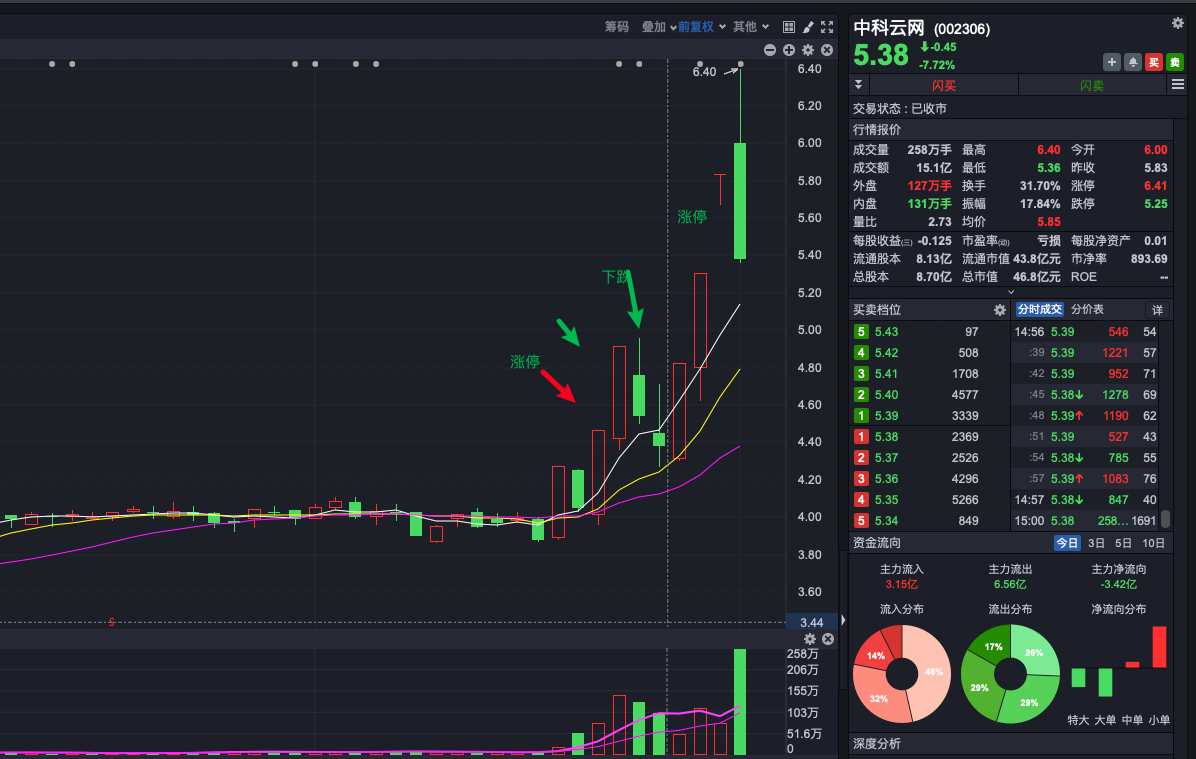 筹码 叠加 前复权 其他
6.40
6.40
6.20
6.00
5.80
涨停
5.60
5.40
下跌
5.20
5.00
涨停
4.80
4.60
4.40
4.20
4.00
3.80
3.60
S
3.44
258万
206万
155万
103万
51.6万
0
中科云网 (002306)
5.38 -0.45
-7.72%
买 卖
闪买 闪卖
交易状态 : 已收市
行情报价
成交量 258万手 最高 6.40 今开 6.00
成交额 15.1亿 最低 5.36 昨收 5.83
外盘 127万手 换手 31.70% 涨停 6.41
内盘 131万手 振幅 17.84% 跌停 5.25
量比 2.73 均价 5.85
每股收益(三) -0.125 市盈率(动) 亏损 每股净资产 0.01
流通股本 8.13亿 流通市值 43.8亿元 市净率 893.69
总股本 8.70亿 总市值 46.8亿元 ROE --
买卖档位 分时成交 分价表 详
5 5.43 97 14:56 5.39 546 54
4 5.42 508 :39 5.39 1221 57
3 5.41 1708 :42 5.39 952 71
2 5.40 4577 :45 5.38↓ 1278 69
1 5.39 3339 :48 5.39↑ 1190 62
1 5.38 2369 :51 5.39 527 43
2 5.37 2526 :54 5.38↓ 785 55
3 5.36 4296 :57 5.39↑ 1083 76
4 5.35 5266 14:57 5.38↓ 847 40
5 5.34 849 15:00 5.38 258... 1691
资金流向 今日 3日 5日 10日
主力流入 主力流出 主力净流向
3.15亿 6.56亿 -3.42亿
流入分布 流出分布 净流向分布
14% 46% 32%
17% 26% 29% 29%
特大 大单 中单 小单
深度分析